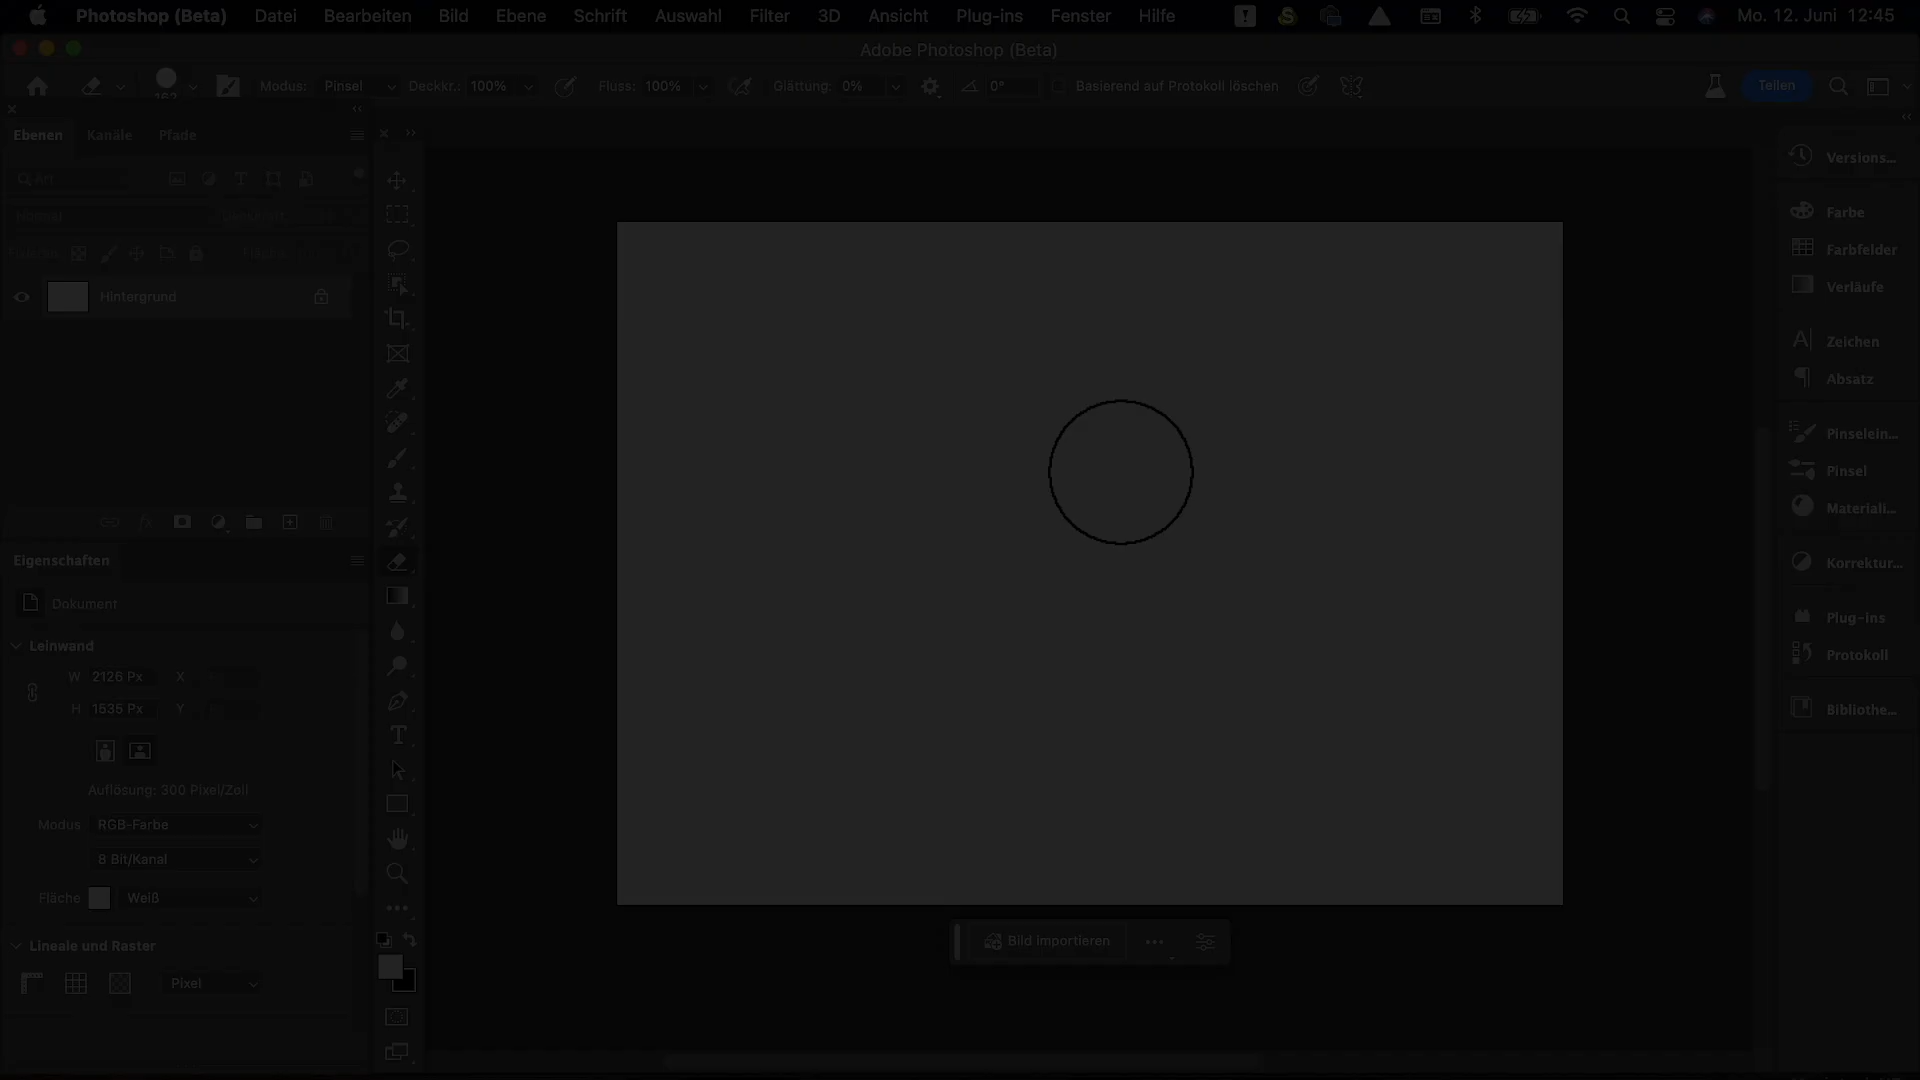 Photoshop (Beta) Datei Bearbeiten Bild Ebene Schrift Auswahl Filter 3D Ansicht Plug-ins Fenster Hilfe Mo. 12. Juni 12:45
Adobe Photoshop (Beta)
162 Modus: Pinsel Deckkr.: 100% Fluss: 100% Glättung: 0% 0° Basierend auf Protokoll löschen Teilen
Ebenen Kanäle Pfade
Art
Normal
Fläche:
Hintergrund
Eigenschaften
Dokument
Leinwand
W 2126 Px X
H 1535 Px Y
Auflösung: 300 Pixel/Zoll
Modus RGB-Farbe
8 Bit/Kanal
Fläche Weiß
Lineale und Raster
Pixel
Bild importieren
Versions...
Farbe
Farbfelder
Verläufe
Zeichen
Absatz
Pinselein...
Pinsel
Materiali...
Korrektur...
Plug-ins
Protokoll
Bibliothe...